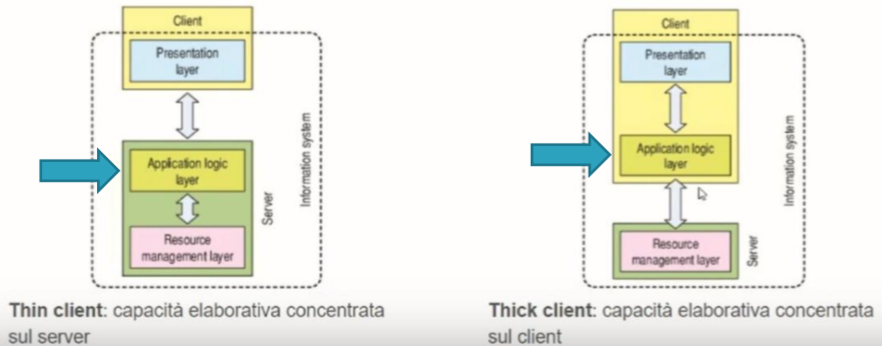 Client
Presentation
layer
Application logic
layer
Resource
management layer
Server
Information system
Thin client: capacità elaborativa concentrata
sul server
Client
Presentation
layer
Application logic
layer
Resource
management layer
Server
Information system
Thick client: capacità elaborativa concentrata
sul client